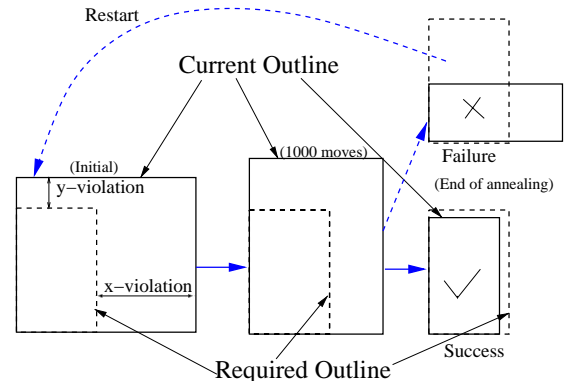 Restart
Current Outline
(Initial)
(1000 moves)
Failure
y-violation
(End of annealing)
x-violation
Success
Required Outline